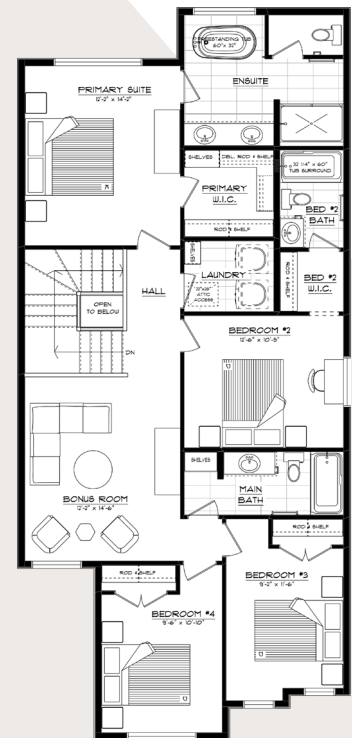 FREESTANDING TUB
60"x 32"
ENSUITE
PRIMARY SUITE
12'-2" x 14'-2"
SHELVES
DBL. ROD & SHELF
PRIMARY
W.I.C.
ROD & SHELF
32 1/4" x 60"
TUB SURROUND
BED #2
BATH
HALL
SHELVES
LAUNDRY
22"x28"
ATTIC
ACCESS
ROD & SHELF
BED #2
W.I.C.
OPEN
TO BELOW
DN
BEDROOM #2
12'-6" x 10'-5"
SHELVES
MAIN
BATH
BONUS ROOM
12'-2" x 14'-6"
ROD & SHELF
BEDROOM #3
9'-2" x 11'-6"
ROD & SHELF
BEDROOM #4
9'-6" x 10'-10"